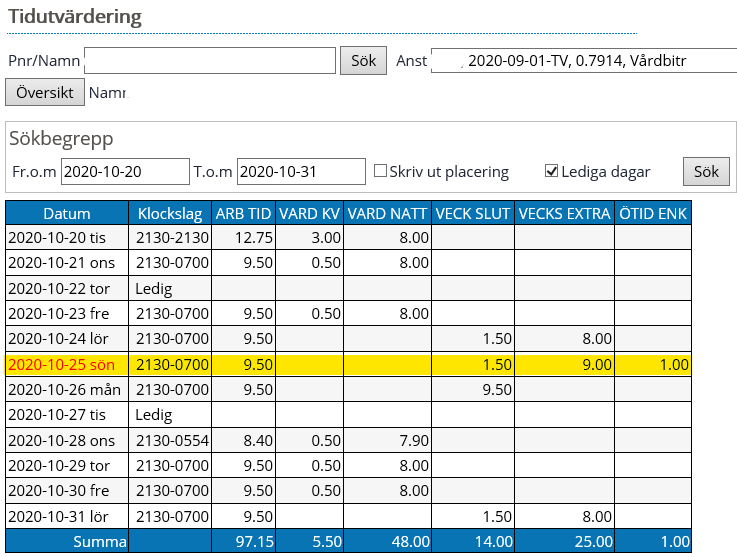 Tidutvärdering
Pnr/Namn Sök Anst 2020-09-01-TV, 0.7914, Vårdbitr
Översikt Namn
Sökbegrepp
Fr.o.m 2020-10-20 T.o.m 2020-10-31 Skriv ut placering Lediga dagar Sök
Datum Klockslag ARB TID VARD KV VARD NATT VECK SLUT VECKS EXTRA ÖTID ENK
2020-10-20 tis 2130-2130 12.75 3.00 8.00
2020-10-21 ons 2130-0700 9.50 0.50 8.00
2020-10-22 tor Ledig
2020-10-23 fre 2130-0700 9.50 0.50 8.00
2020-10-24 lör 2130-0700 9.50 1.50 8.00
2020-10-25 sön 2130-0700 9.50 1.50 9.00 1.00
2020-10-26 mån 2130-0700 9.50 9.50
2020-10-27 tis Ledig
2020-10-28 ons 2130-0554 8.40 0.50 7.90
2020-10-29 tor 2130-0700 9.50 0.50 8.00
2020-10-30 fre 2130-0700 9.50 0.50 8.00
2020-10-31 lör 2130-0700 9.50 1.50 8.00
Summa 97.15 5.50 48.00 14.00 25.00 1.00